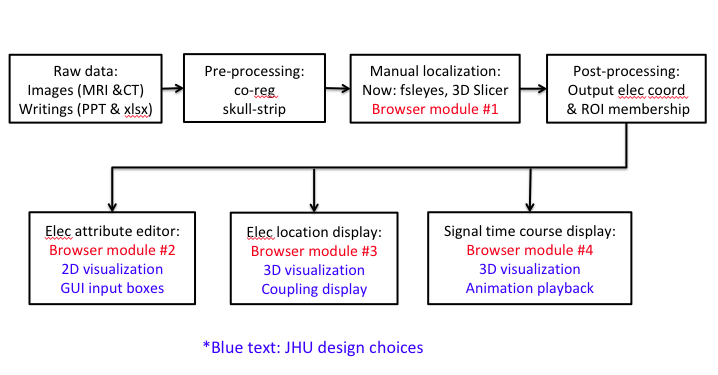 Raw data:
Images (MRI &CT)
Writings (PPT & xlsx)
Pre-processing:
co-reg
skull-strip
Manual localization:
Now: fsleyes, 3D Slicer
Browser module #1
Post-processing:
Output elec coord
& ROI membership
Elec attribute editor:
Browser module #2
2D visualization
GUI input boxes
Elec location display:
Browser module #3
3D visualization
Coupling display
Signal time course display:
Browser module #4
3D visualization
Animation playback
*Blue text: JHU design choices